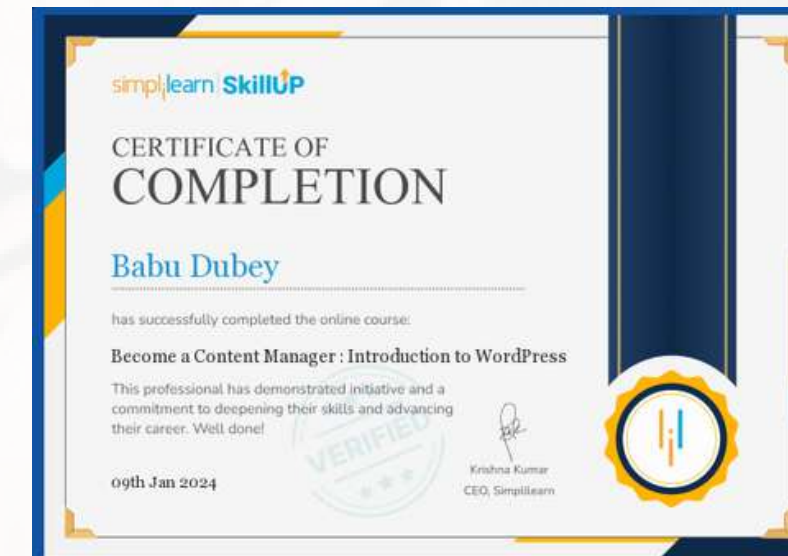 simplilearn SkillUP
CERTIFICATE OF
COMPLETION
Babu Dubey
has successfully completed the online course:
Become a Content Manager : Introduction to WordPress
This professional has demonstrated initiative and a
commitment to deepening their skills and advancing
their career. Well done!
VERIFIED
09th Jan 2024
Krishna Kumar
CEO, Simplilearn